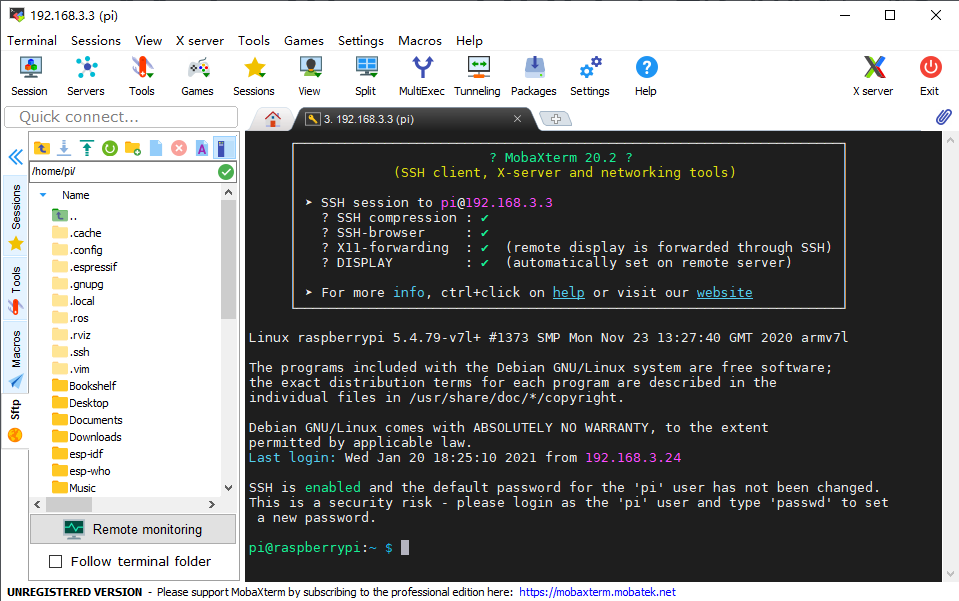 192.168.3.3 (pi)
Terminal Sessions View X server Tools Games Settings Macros Help
Session Servers Tools Games Sessions View Split MultiExec Tunneling Packages Settings Help X server Exit
Quick connect...
3. 192.168.3.3 (pi)
/home/pi/
Name
..
.cache
.config
.espressif
.gnupg
.local
.ros
.rviz
.ssh
.vim
Bookshelf
Desktop
Documents
Downloads
esp-idf
esp-who
Music
Sessions
Tools
Macros
Sftp
Remote monitoring
Follow terminal folder
? MobaXterm 20.2 ?
(SSH client, X-server and networking tools)
➤ SSH session to pi@192.168.3.3
? SSH compression : ✔
? SSH-browser : ✔
? X11-forwarding : ✔ (remote display is forwarded through SSH)
? DISPLAY : ✔ (automatically set on remote server)
➤ For more info, ctrl+click on help or visit our website
Linux raspberrypi 5.4.79-v7l+ #1373 SMP Mon Nov 23 13:27:40 GMT 2020 armv7l
The programs included with the Debian GNU/Linux system are free software;
the exact distribution terms for each program are described in the
individual files in /usr/share/doc/*/copyright.
Debian GNU/Linux comes with ABSOLUTELY NO WARRANTY, to the extent
permitted by applicable law.
Last login: Wed Jan 20 18:25:10 2021 from 192.168.3.24
SSH is enabled and the default password for the 'pi' user has not been changed.
This is a security risk - please login as the 'pi' user and type 'passwd' to set
a new password.
pi@raspberrypi:~ $
UNREGISTERED VERSION - Please support MobaXterm by subscribing to the professional edition here: https://mobaxterm.mobatek.net